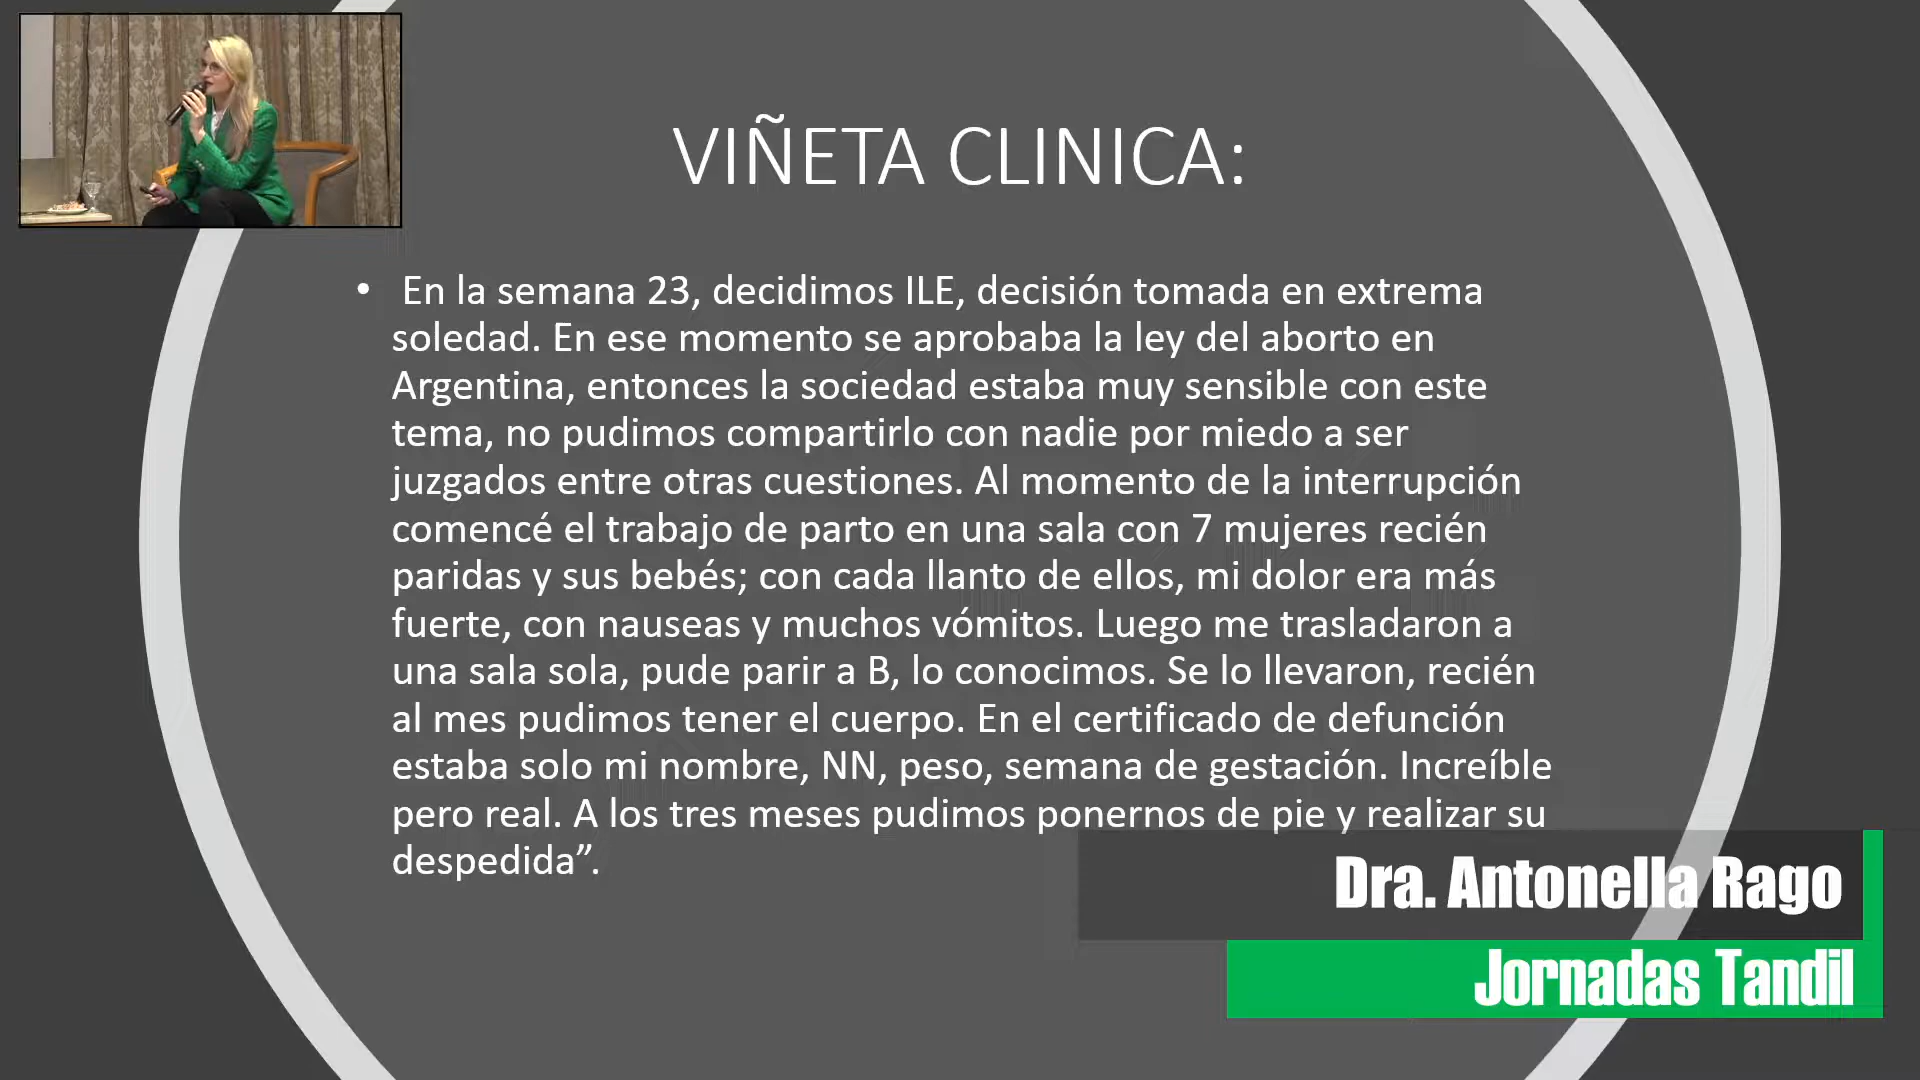 VIÑETA CLINICA:
• En la semana 23, decidimos ILE, decisión tomada en extrema
soledad. En ese momento se aprobaba la ley del aborto en
Argentina, entonces la sociedad estaba muy sensible con este
tema, no pudimos compartirlo con nadie por miedo a ser
juzgados entre otras cuestiones. Al momento de la interrupción
comencé el trabajo de parto en una sala con 7 mujeres recién
paridas y sus bebés; con cada llanto de ellos, mi dolor era más
fuerte, con nauseas y muchos vómitos. Luego me trasladaron a
una sala sola, pude parir a B, lo conocimos. Se lo llevaron, recién
al mes pudimos tener el cuerpo. En el certificado de defunción
estaba solo mi nombre, NN, peso, semana de gestación. Increíble
pero real. A los tres meses pudimos ponernos de pie y realizar su
despedida”.
Dra. Antonella Rago
Jornadas Tandil